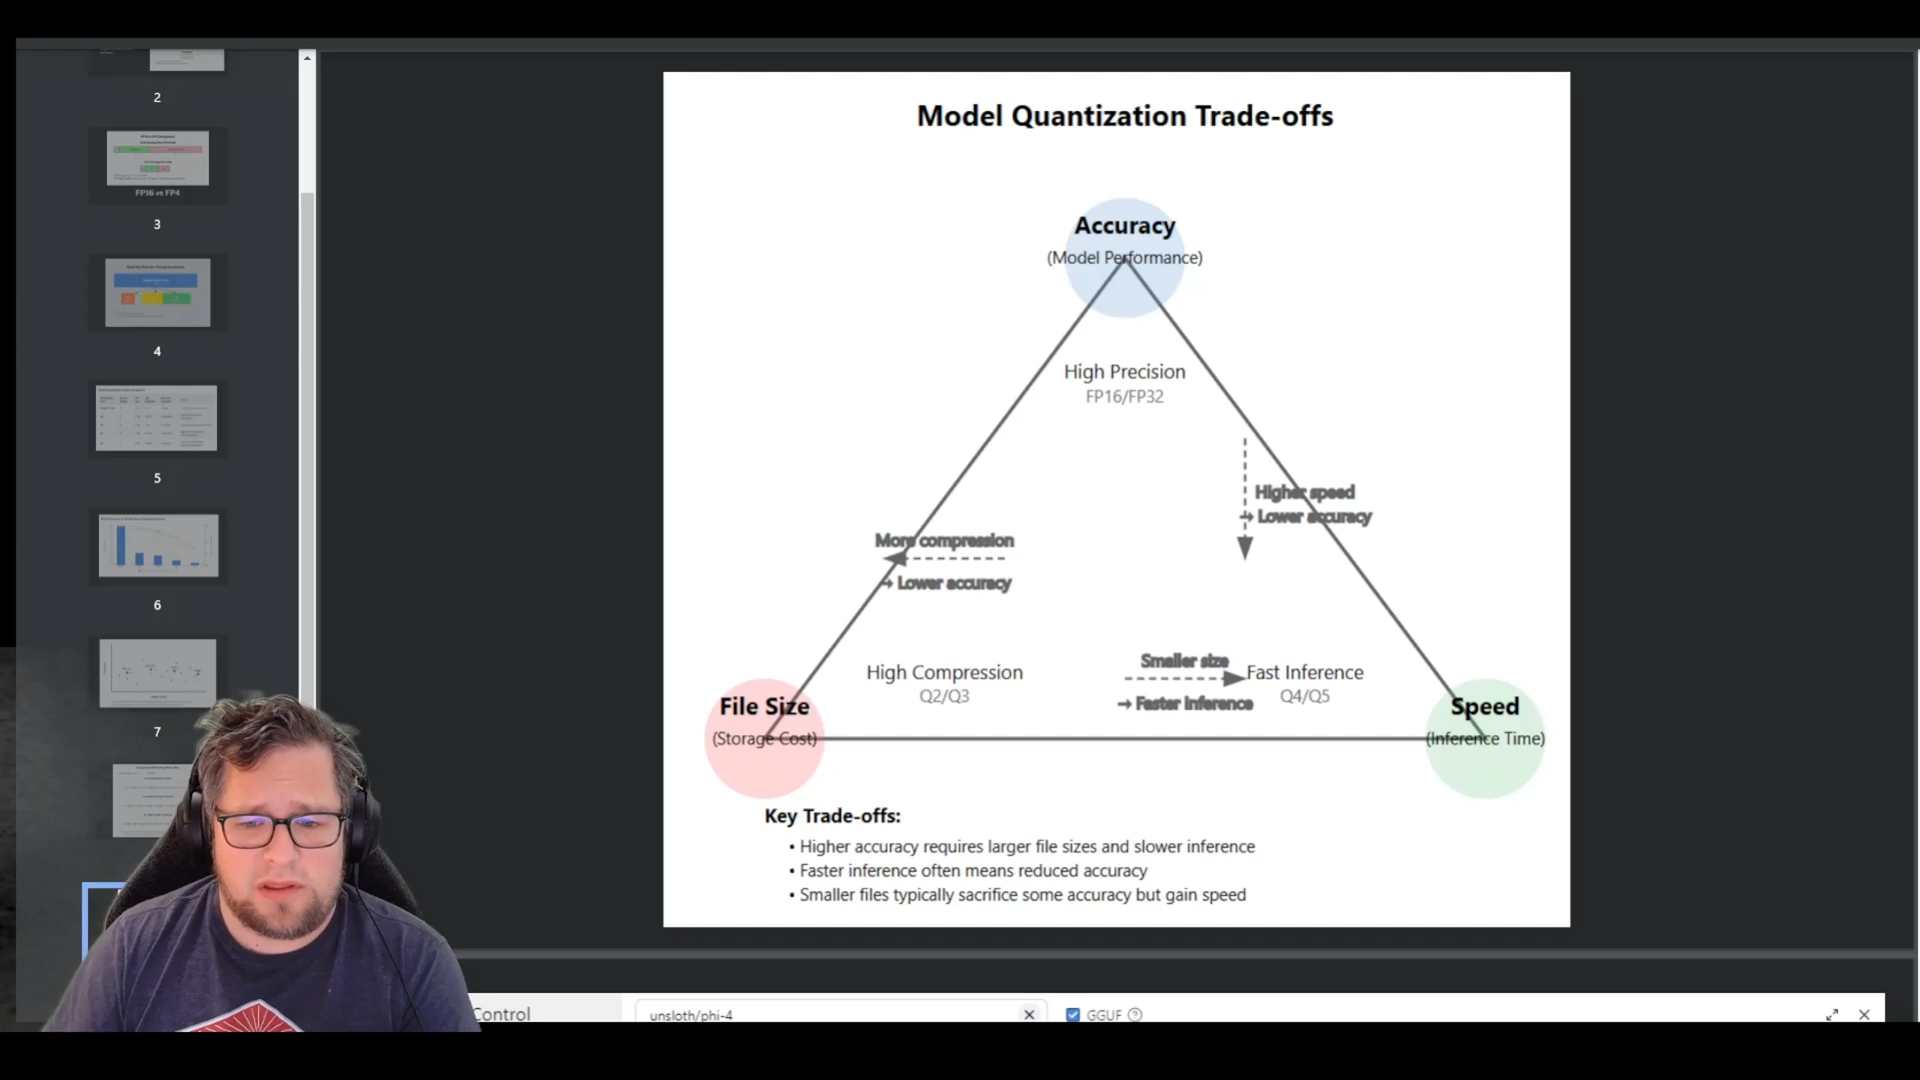 2
FP16 vs FP4
3
4
5
6
7
Model Quantization Trade-offs
Accuracy
(Model Performance)
High Precision
FP16/FP32
Higher speed
→ Lower accuracy
More compression
→ Lower accuracy
High Compression
Q2/Q3
Smaller size
→ Faster inference
Fast Inference
Q4/Q5
File Size
(Storage Cost)
Speed
(Inference Time)
Key Trade-offs:
• Higher accuracy requires larger file sizes and slower inference
• Faster inference often means reduced accuracy
• Smaller files typically sacrifice some accuracy but gain speed
Control
unsloth/phi-4
GGUF